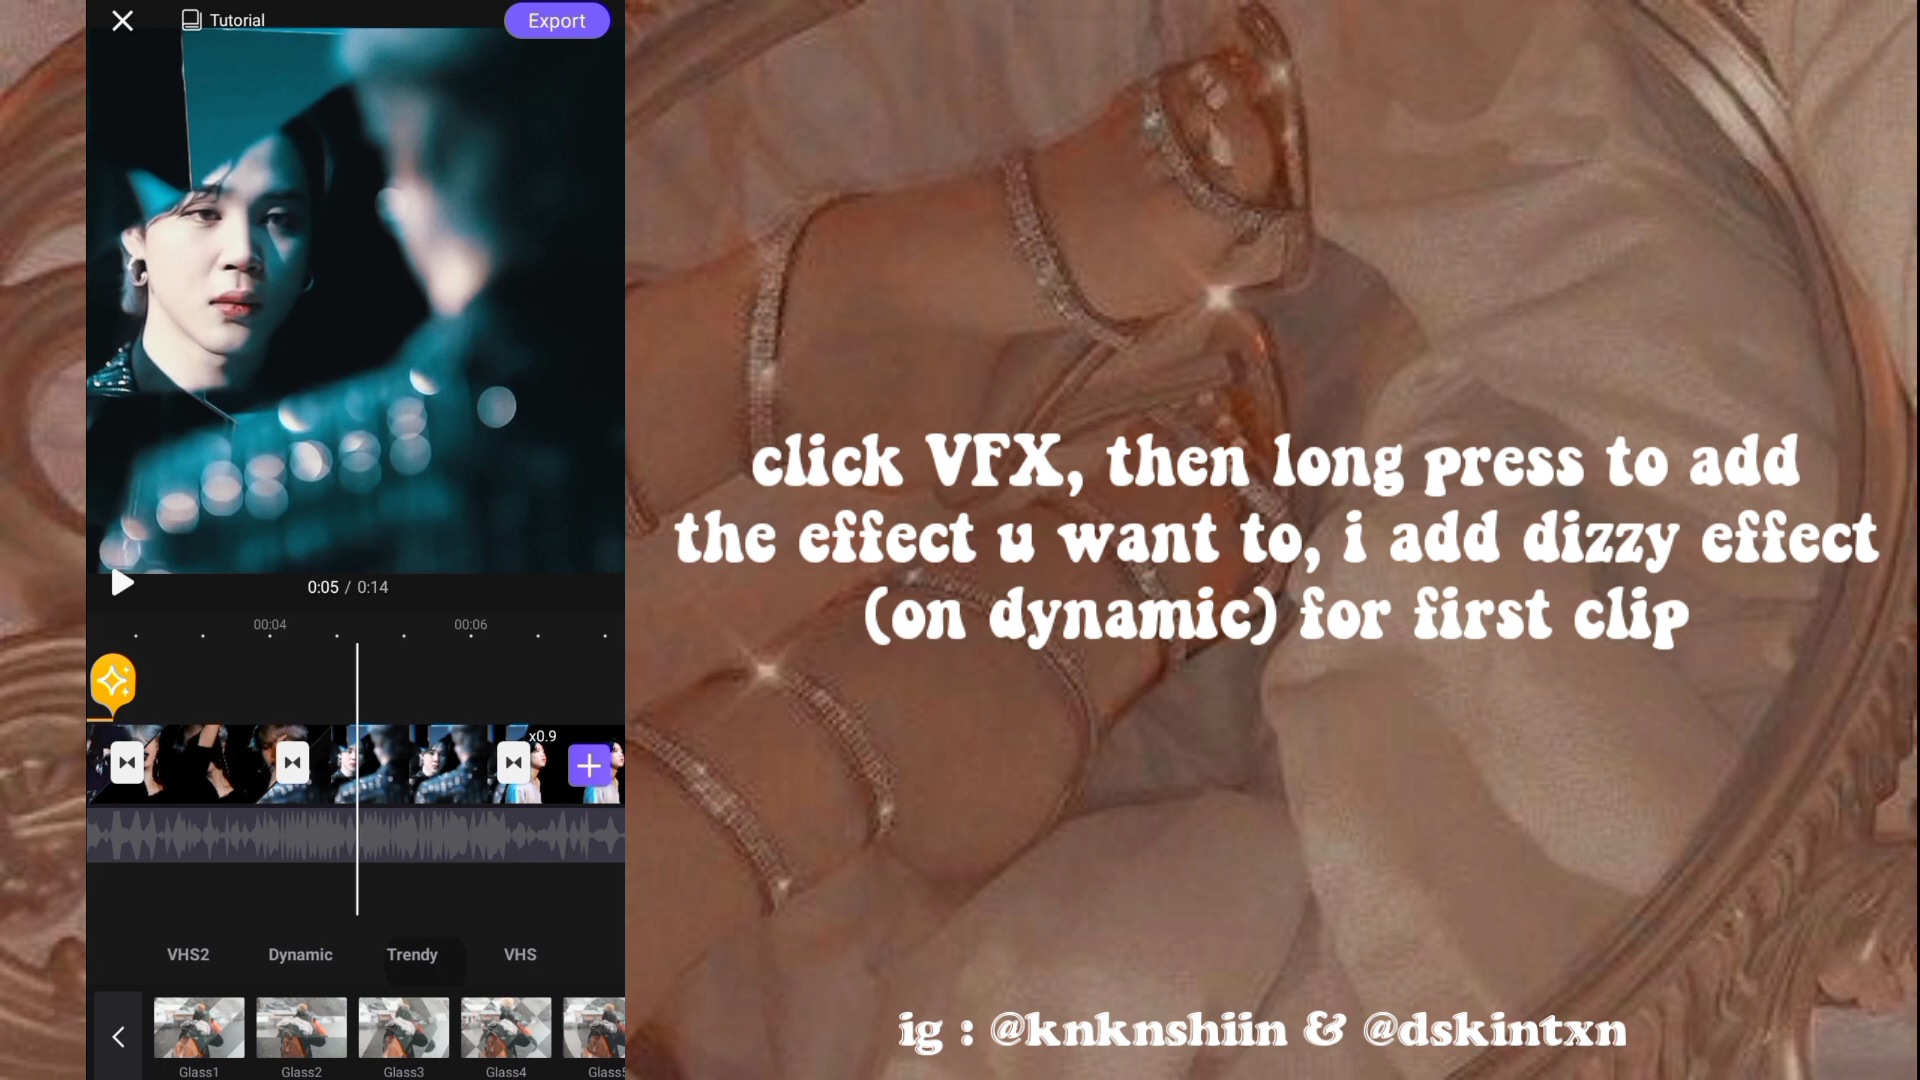 Tutorial
Export
0:05 / 0:14
00:04
00:06
x0.9
VHS2
Dynamic
Trendy
VHS
Glass1
Glass2
Glass3
Glass4
Glass5
click VFX, then long press to add
the effect u want to, i add dizzy effect
(on dynamic) for first clip
ig : @knknshiin & @dskintxn